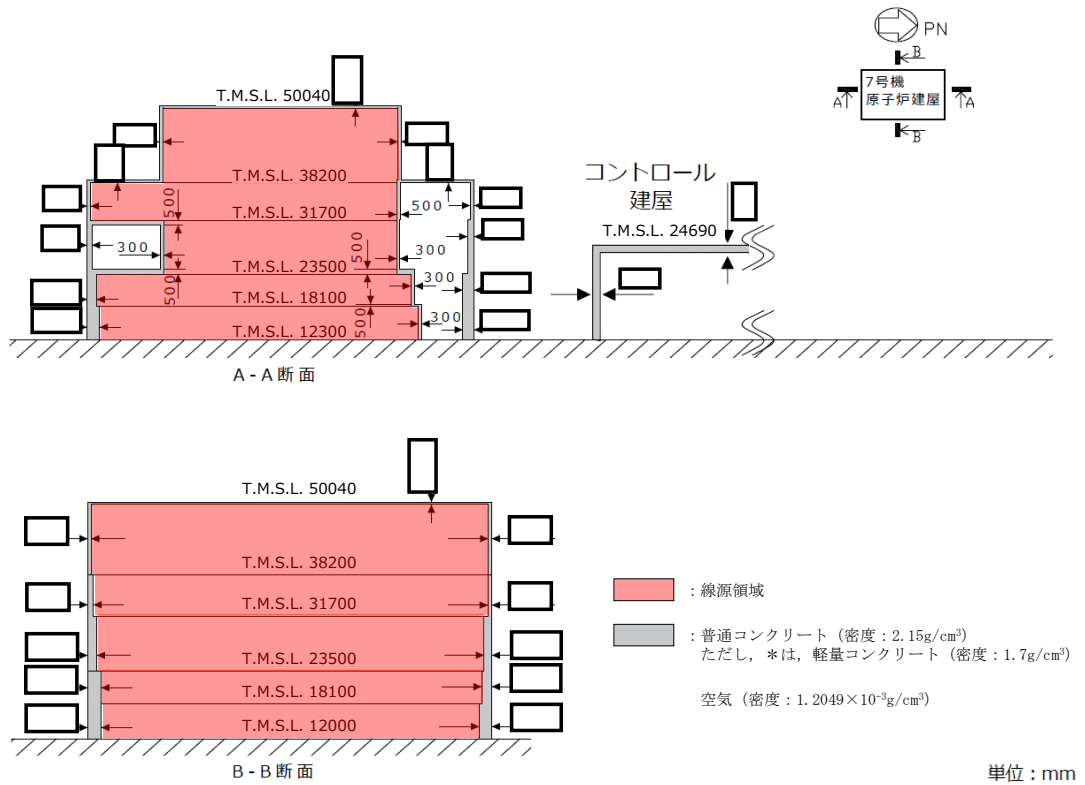 PN
B
7号機
原子炉建屋
A
A
B
T.M.S.L. 50040
T.M.S.L. 38200
500
T.M.S.L. 31700
500
300
500
300
T.M.S.L. 23500
500
300
T.M.S.L. 18100
500
300
T.M.S.L. 12300
A-A断面
コントロール
建屋
T.M.S.L. 24690
T.M.S.L. 50040
T.M.S.L. 38200
T.M.S.L. 31700
T.M.S.L. 23500
T.M.S.L. 18100
T.M.S.L. 12000
B-B断面
：線源領域
：普通コンクリート（密度：2.15g/cm³）
ただし，＊は，軽量コンクリート（密度：1.7g/cm³）
空気（密度：1.2049×10⁻³g/cm³）
単位：mm